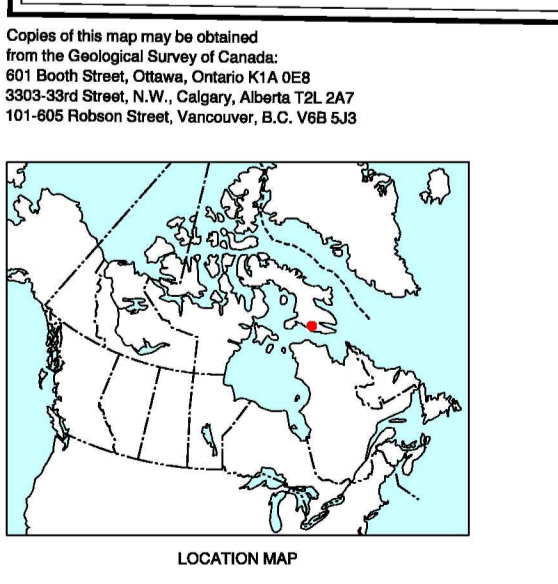 Copies of this map may be obtained
from the Geological Survey of Canada:
601 Booth Street, Ottawa, Ontario K1A 0E8
3303-33rd Street, N.W., Calgary, Alberta T2L 2A7
101-605 Robson Street, Vancouver, B.C. V6B 5J3
LOCATION MAP